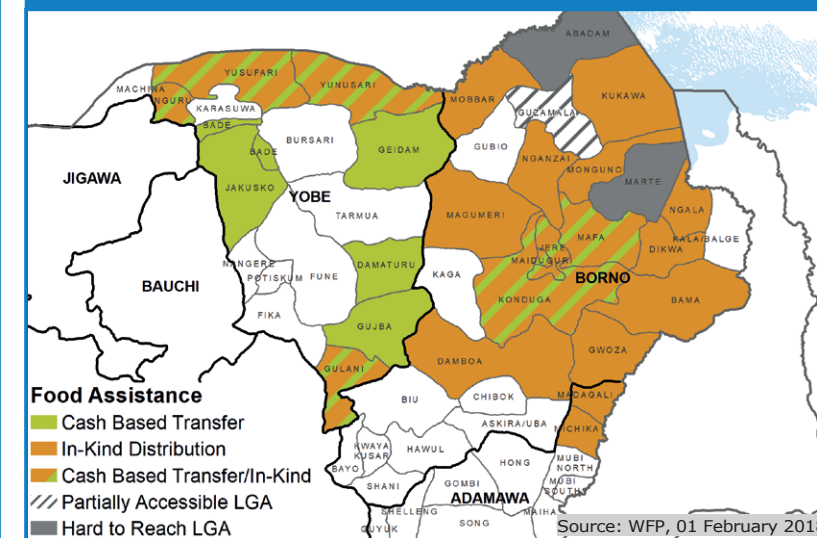 ABADAM
YUSUFARI
YUNUSARI
MACHINA
NGURU
KARASUWA
MOBBAR
KUKAWA
GUZAMALA
BADE
BURSARI
GEIDAM
GUBIO
BADE
NGANZAI
MONGUNO
JIGAWA
MARTE
JAKUSKO
YOBE
TARMUA
MAGUMERI
NGALA
MAFA
JERE
KALA/BALGE
DIKWA
MAIDUGURI
NANGERE
DAMATURU
KAGA
POTISKUM
FUNE
BORNO
BAUCHI
KONDUGA
BAMA
FIKA
GUJBA
GWOZA
GULANI
DAMBOA
MADAGALI
BIU
CHIBOK
ASKIRA/UBA
MICHIKA
KWAYA
KUSAR
HAWUL
BAYO
HONG
MUBI
NORTH
SHANI
GOMBI
MUBI
SOUTH
ADAMAWA
SHELLENG
MAIHA
GUYUK
SONG
Food Assistance
Cash Based Transfer
In-Kind Distribution
Cash Based Transfer/In-Kind
Partially Accessible LGA
Hard to Reach LGA
Source: WFP, 01 February 2018